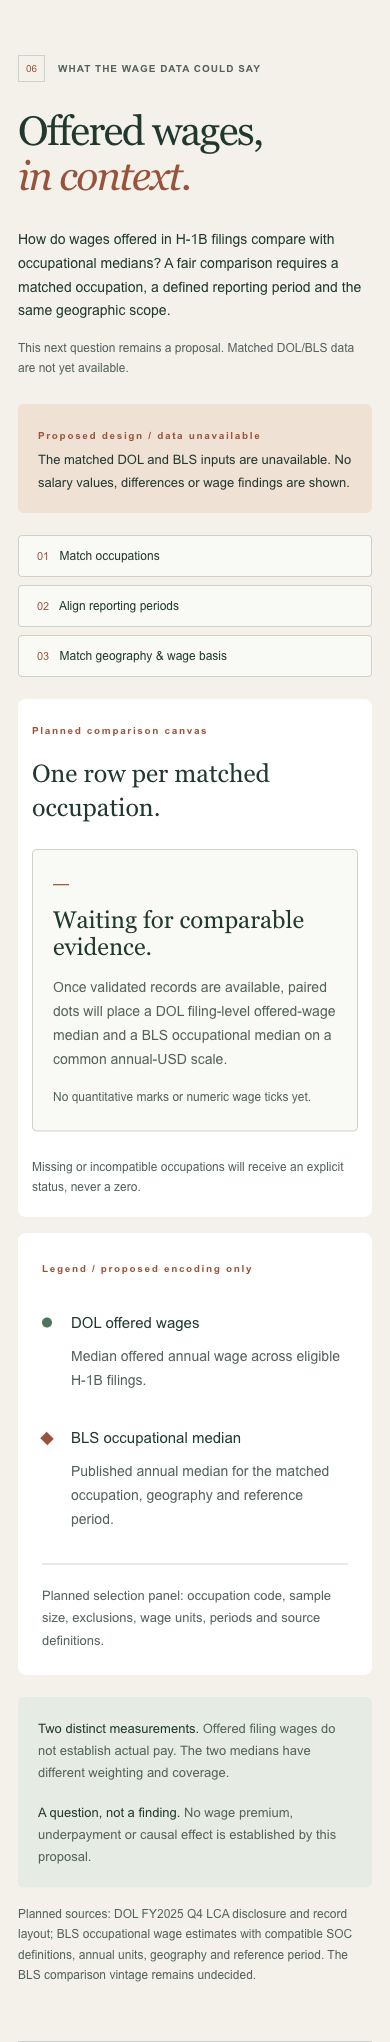 06 WHAT THE WAGE DATA COULD SAY
Offered wages,
in context.
How do wages offered in H-1B filings compare with
occupational medians? A fair comparison requires a
matched occupation, a defined reporting period and the
same geographic scope.
This next question remains a proposal. Matched DOL/BLS data
are not yet available.
Proposed design / data unavailable
The matched DOL and BLS inputs are unavailable. No
salary values, differences or wage findings are shown.
01 Match occupations
02 Align reporting periods
03 Match geography & wage basis
Planned comparison canvas
One row per matched
occupation.
—
Waiting for comparable
evidence.
Once validated records are available, paired
dots will place a DOL filing-level offered-wage
median and a BLS occupational median on a
common annual-USD scale.
No quantitative marks or numeric wage ticks yet.
Missing or incompatible occupations will receive an explicit
status, never a zero.
Legend / proposed encoding only
DOL offered wages
Median offered annual wage across eligible
H-1B filings.
BLS occupational median
Published annual median for the matched
occupation, geography and reference
period.
Planned selection panel: occupation code, sample
size, exclusions, wage units, periods and source
definitions.
Two distinct measurements. Offered filing wages do
not establish actual pay. The two medians have
different weighting and coverage.
A question, not a finding. No wage premium,
underpayment or causal effect is established by this
proposal.
Planned sources: DOL FY2025 Q4 LCA disclosure and record
layout; BLS occupational wage estimates with compatible SOC
definitions, annual units, geography and reference period. The
BLS comparison vintage remains undecided.